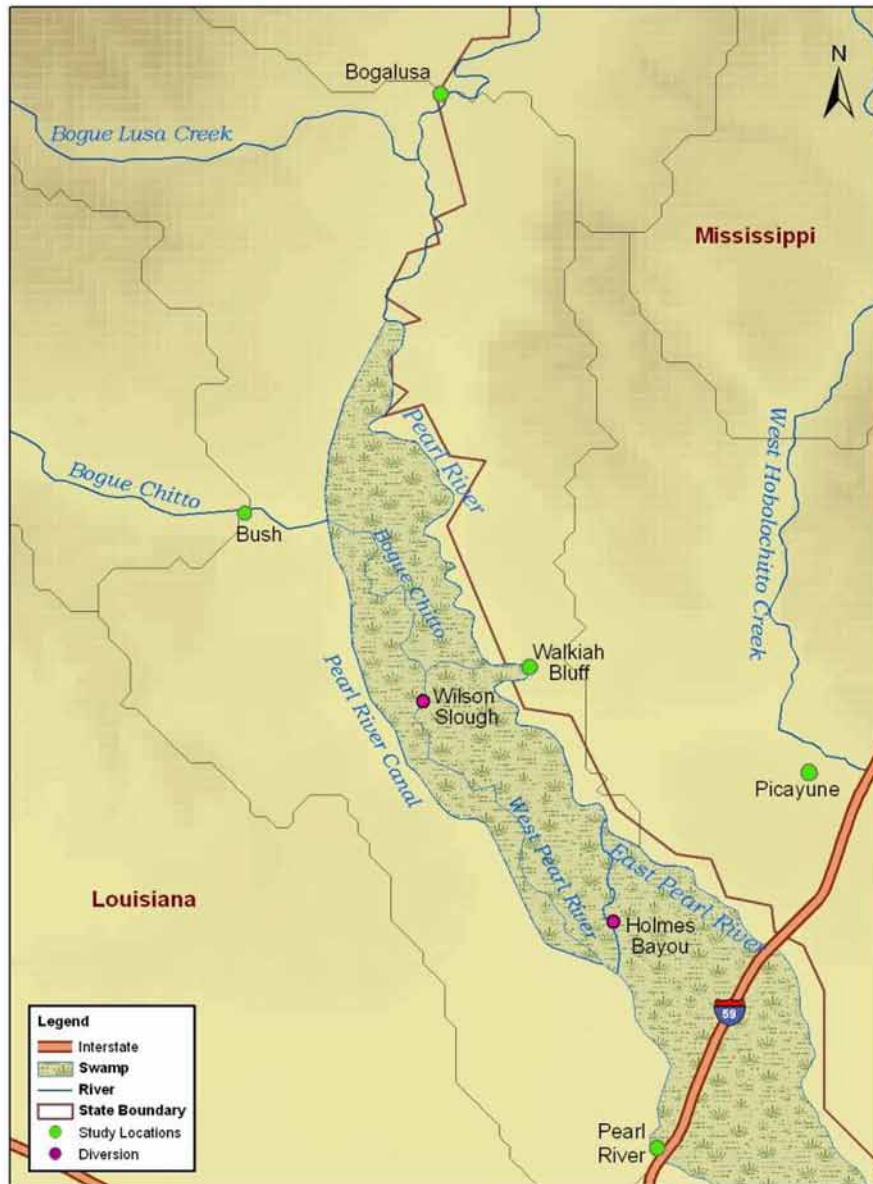 N
Bogalusa
Bogue Lusa Creek
Mississippi
Pearl River
West Hobolochitto Creek
Bogue Chitto
Bush
Bogue Chitto
Walkiah
Bluff
Pearl River Canal
Wilson
Slough
Picayune
West Pearl River
East Pearl River
Louisiana
Holmes
Bayou
59
Legend
Interstate
Swamp
River
State Boundary
Study Locations
Diversion
Pearl
River